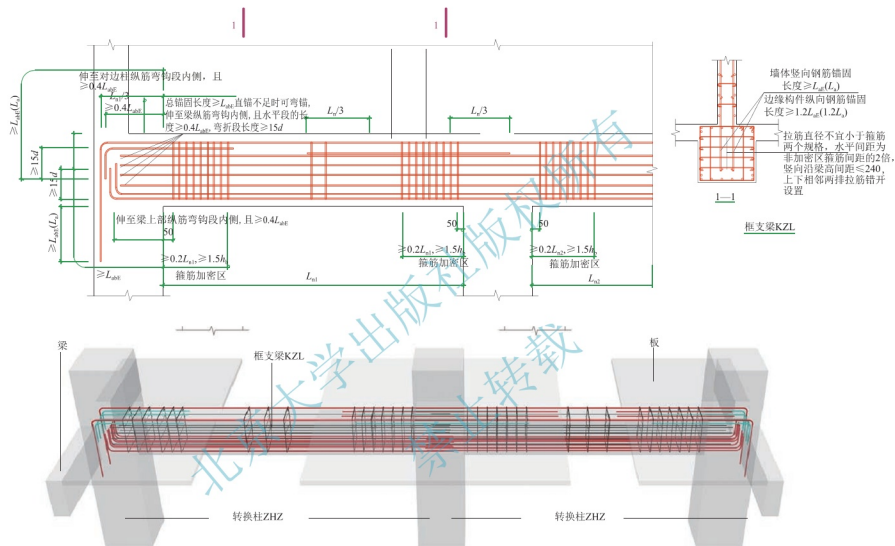 1
1
伸至对边柱纵筋弯钩段内侧，且
≥0.4LabE
Ln1/3
≥0.4LabE
总锚固长度≥LaE直锚不足时可弯锚,
伸至梁纵筋弯钩内侧,且水平段的长
度≥0.4LabE, 弯折段长度≥15d
Ln/3
Ln/3
≥LabE(La)
≥15d
≥15d
≥LabE(La)
伸至梁上部纵筋弯钩段内侧, 且≥0.4LabE
50
50
50
≥0.2Ln1,≥1.5hb
箍筋加密区
≥0.2Ln1,≥1.5hb
箍筋加密区
≥0.2Ln2,≥1.5hb
箍筋加密区
≥LabE
Ln1
Ln2
墙体竖向钢筋锚固
长度≥LaE(La)
边缘构件纵向钢筋锚固
长度≥1.2LaE(1.2La)
拉筋直径不宜小于箍筋
两个规格，水平间距为
非加密区箍筋间距的2倍，
竖向沿梁高间距≤240，
上下相邻两排拉筋错开
设置
1—1
框支梁KZL
梁
框支梁KZL
板
转换柱ZHZ
转换柱ZHZ
北京大学出版社版权所有
禁止转载